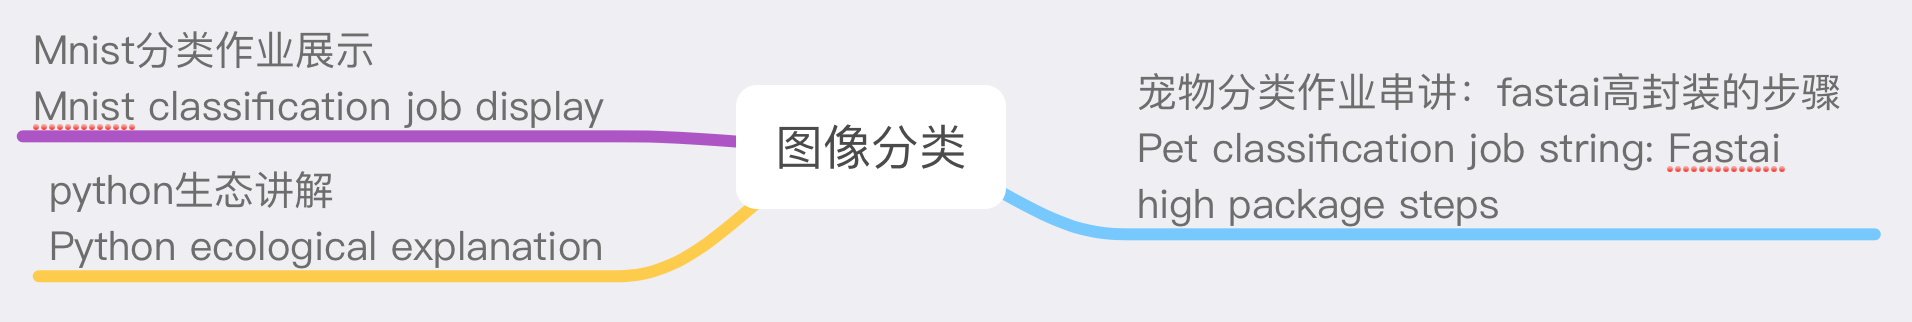 Mnist分类作业展示
Mnist classification job display
python生态讲解
Python ecological explanation
图像分类
宠物分类作业串讲：fastai高封装的步骤
Pet classification job string: Fastai
high package steps